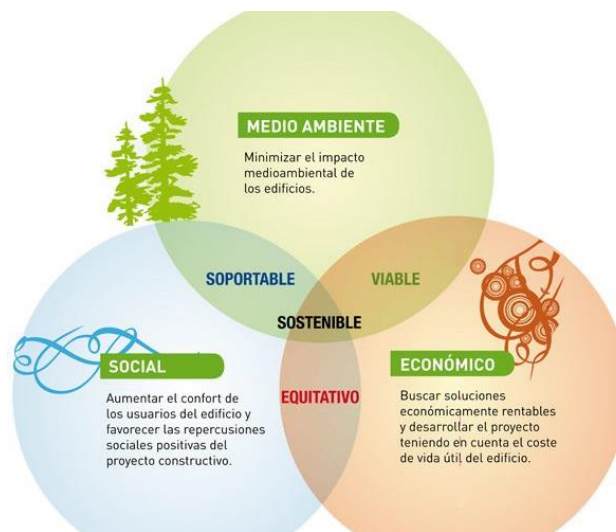 MEDIO AMBIENTE
Minimizar el impacto
medioambiental de
los edificios.
SOPORTABLE
VIABLE
SOSTENIBLE
SOCIAL
Aumentar el confort de
los usuarios del edificio y
favorecer las repercusiones
sociales positivas del
proyecto constructivo.
EQUITATIVO
ECONÓMICO
Buscar soluciones
económicamente rentables
y desarrollar el proyecto
teniendo en cuenta el coste
de vida útil del edificio.